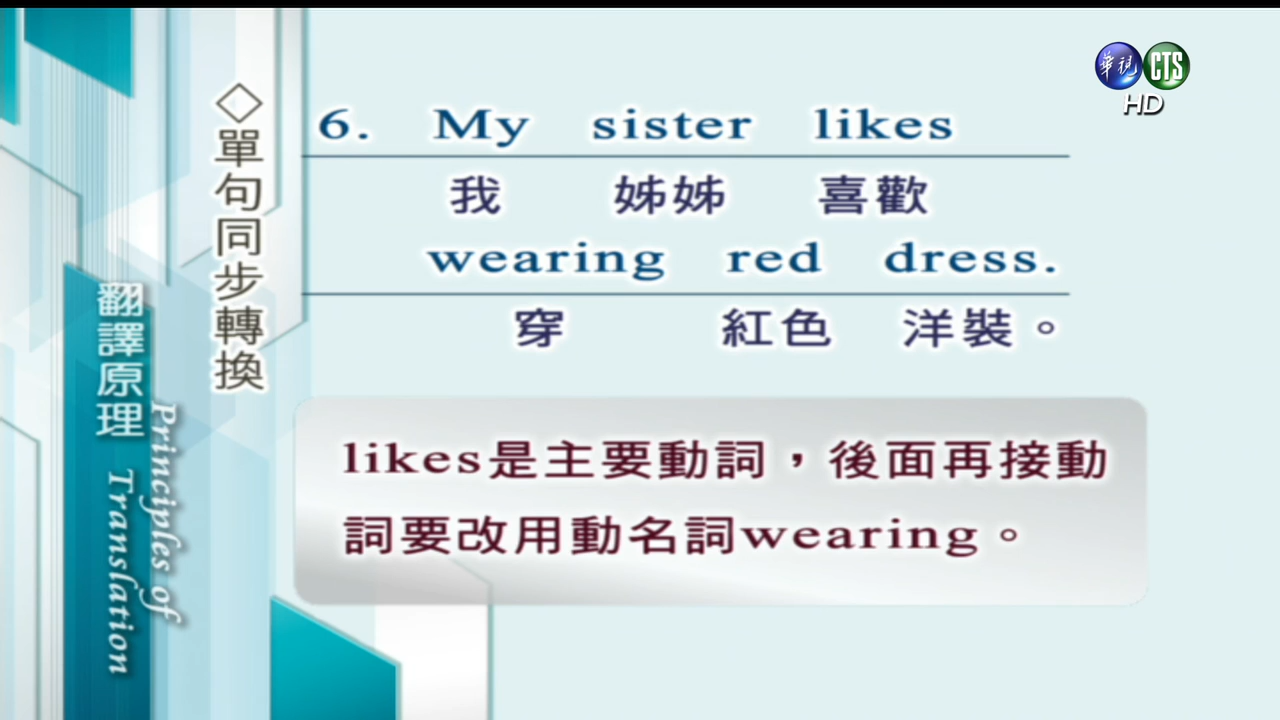 華視 CTS
HD
◇單句同步轉換
翻譯原理
Principles of
Translation
6. My sister likes
我 姊姊 喜歡
wearing red dress.
穿 紅色 洋裝。
likes是主要動詞，後面再接動
詞要改用動名詞wearing。